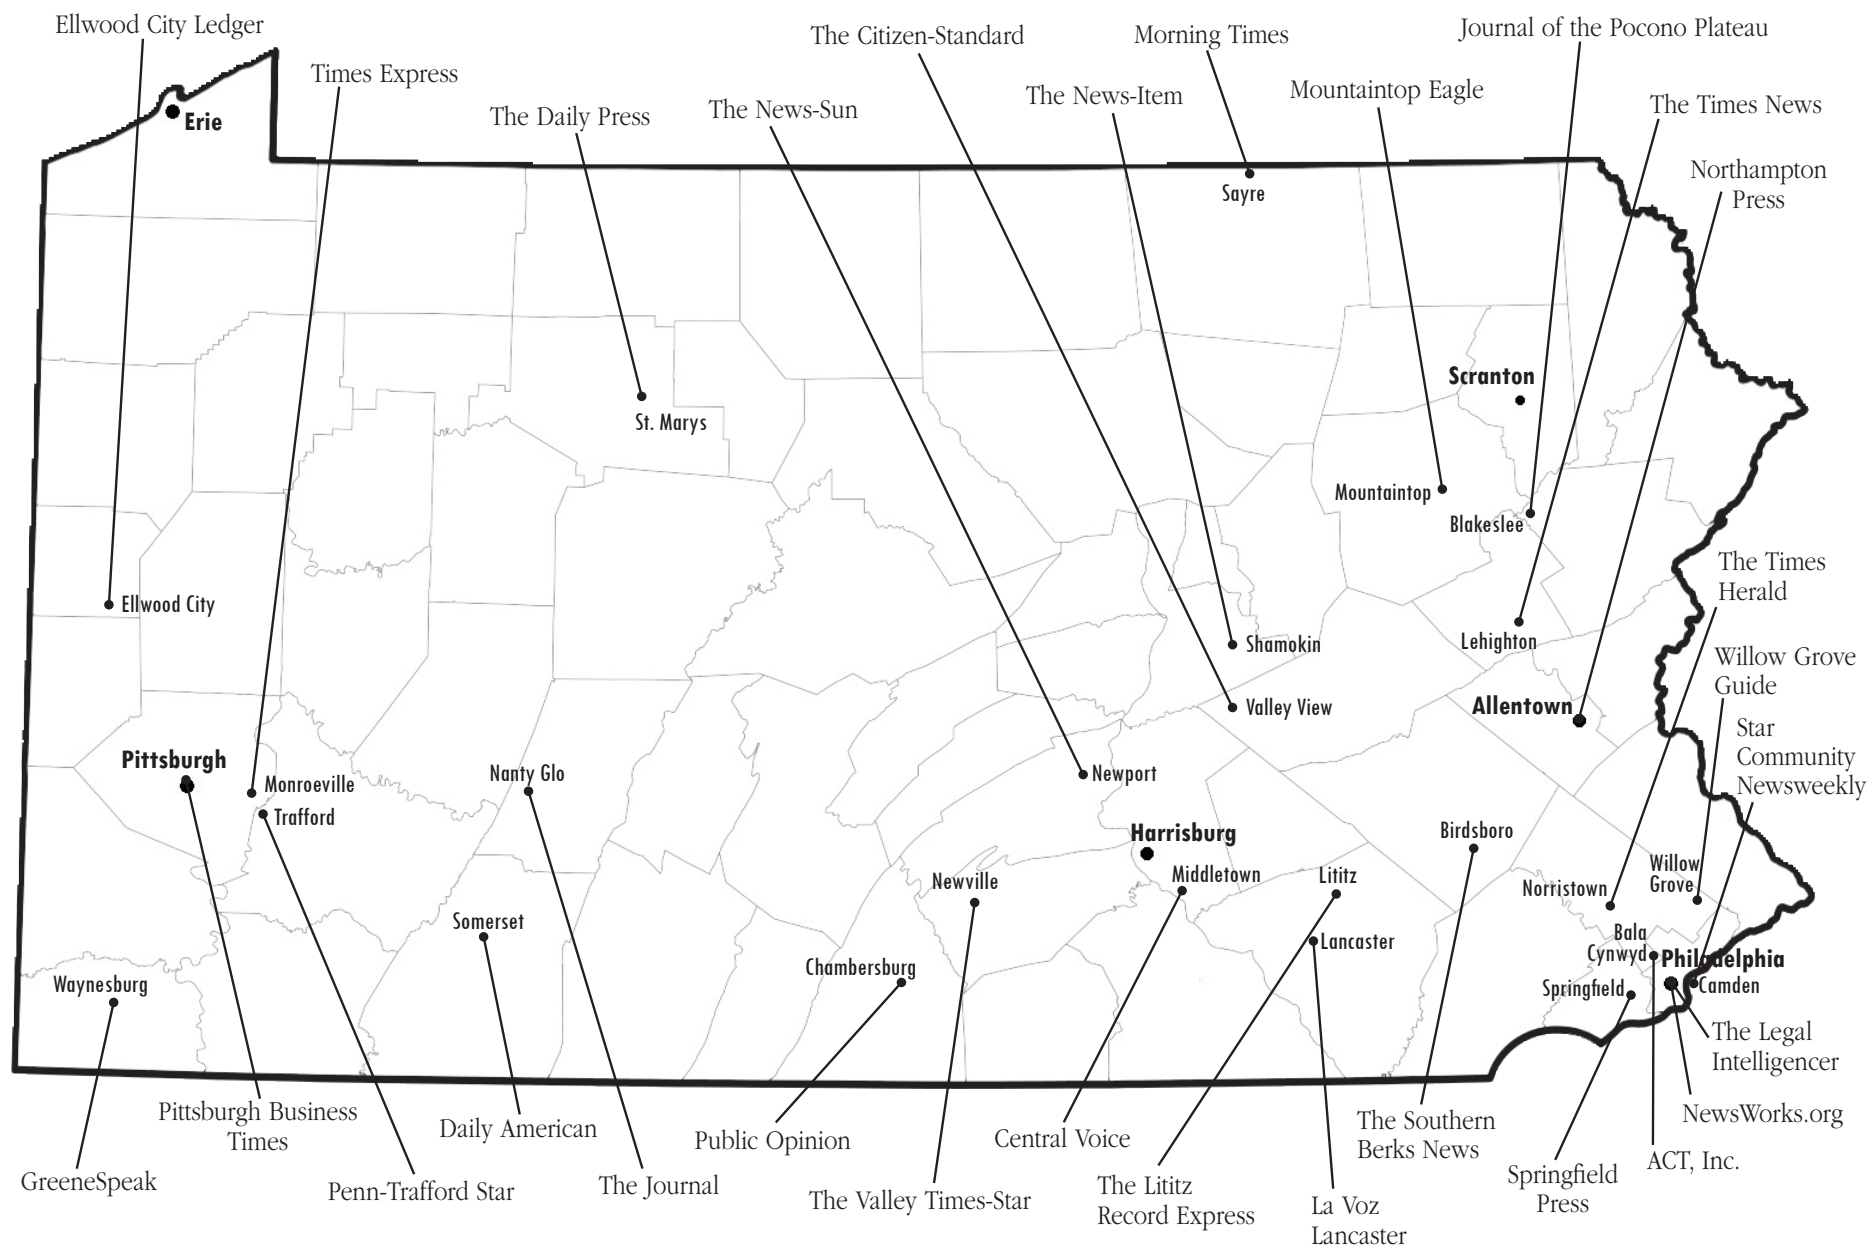 Ellwood City Ledger
Times Express
The Daily Press
The News-Sun
The Citizen-Standard
The News-Item
Morning Times
Mountaintop Eagle
Journal of the Pocono Plateau
The Times News
Northampton
Press
Erie
Sayre
Scranton
St. Marys
Mountaintop
Blakeslee
The Times
Herald
Ellwood City
Shamokin
Lehighton
Willow Grove
Guide
Valley View
Allentown
Star
Community
Newsweekly
Pittsburgh
Monroeville
Trafford
Nanty Glo
Newport
Harrisburg
Birdsboro
Middletown
Lititz
Newville
Willow
Grove
Norristown
Somerset
Lancaster
Bala
Cynwyd
Philadelphia
Chambersburg
Waynesburg
Springfield
Camden
The Legal
Intelligencer
NewsWorks.org
Pittsburgh Business
Times
Daily American
Public Opinion
Central Voice
The Southern
Berks News
ACT, Inc.
Springfield
Press
GreeneSpeak
Penn-Trafford Star
The Journal
The Valley Times-Star
The Lititz
Record Express
La Voz
Lancaster